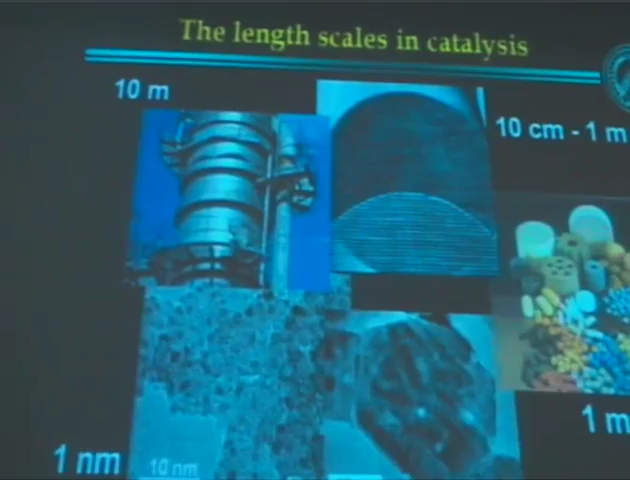 The length scales in catalysis
10 m
10 cm - 1 m
1 m
1 nm
10 nm